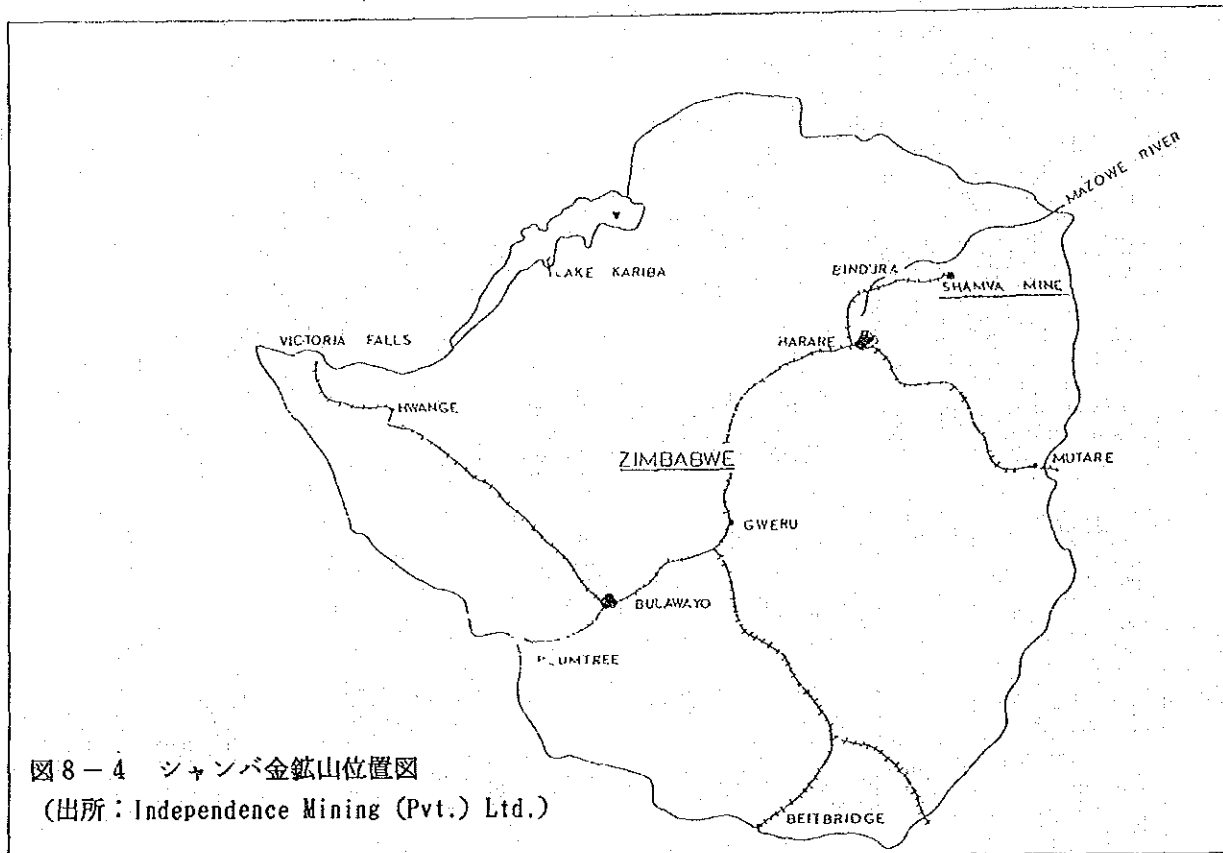 MAZOWE RIVER
BINDURA
LAKE KARIBA
SHAMVA MINE
VICTORIA FALLS
HARARE
HWANGE
ZIMBABWE
MUTARE
GWERU
BULAWAYO
PLUMTREE
図8-4 シャンバ金鉱山位置図
(出所:Independence Mining (Pvt.) Ltd.)
BEITBRIDGE